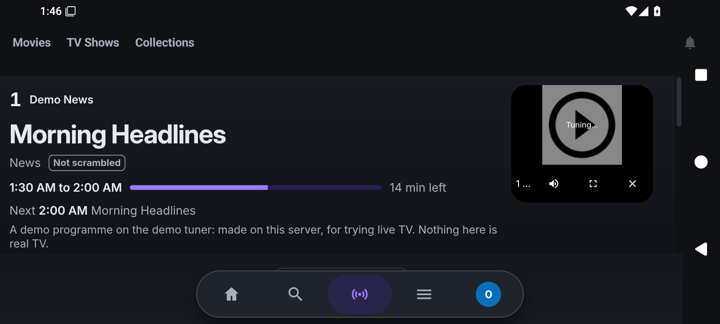 1:46
Movies TV Shows Collections
1 Demo News
Morning Headlines
News Not scrambled
1:30 AM to 2:00 AM 14 min left
Next 2:00 AM Morning Headlines
A demo programme on the demo tuner: made on this server, for trying live TV. Nothing here is
real TV.
Tuning...
1 ...
0